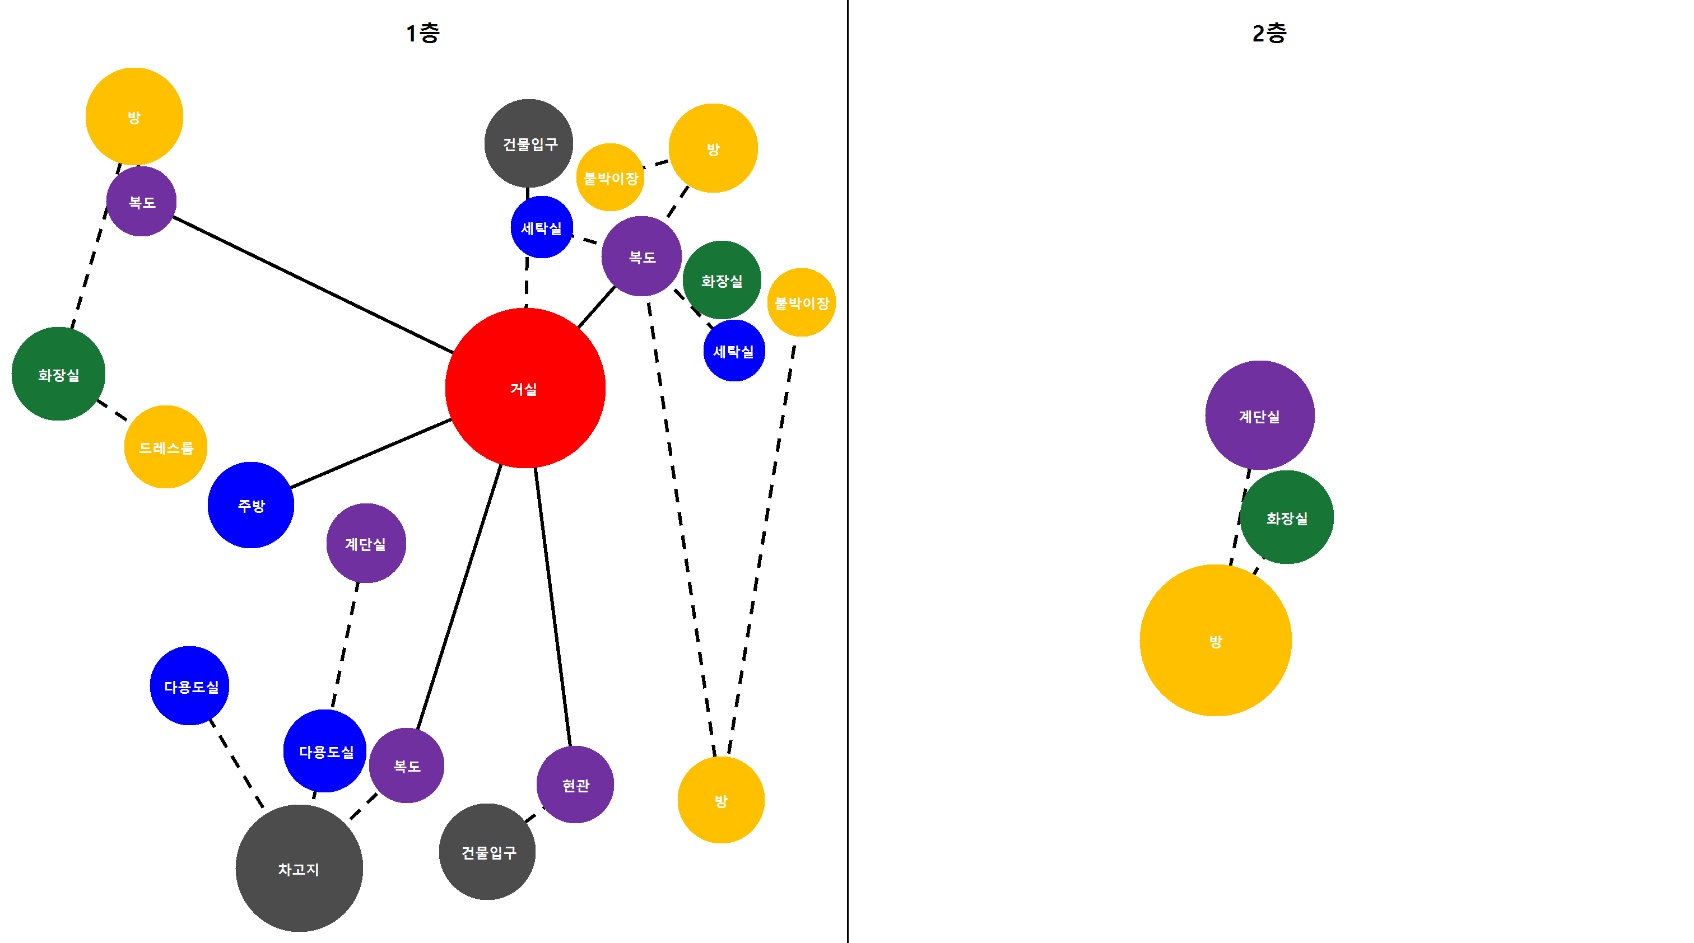 1층
방
복도
건물입구
붙박이장
방
세탁실
복도
화장실
붙박이장
세탁실
화장실
거실
드레스룸
주방
계단실
다용도실
다용도실
복도
현관
방
차고지
건물입구
2층
계단실
화장실
방